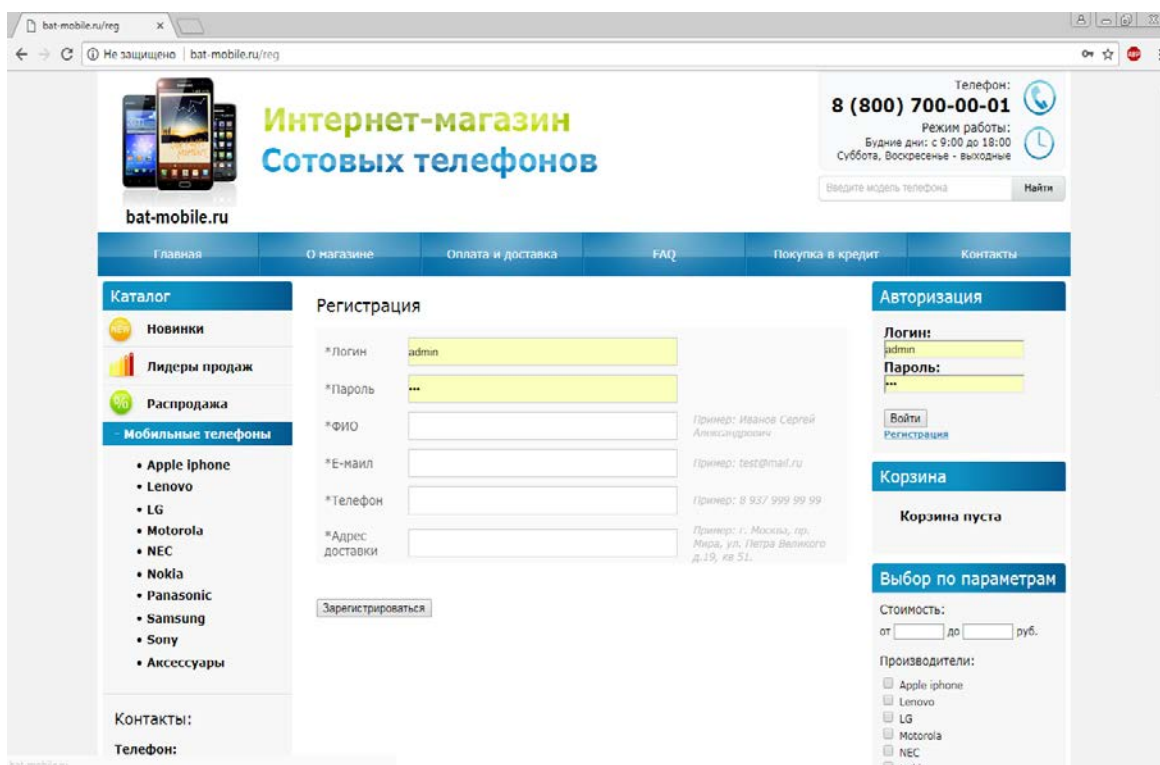 bat-mobile.ru/reg
Не защищено | bat-mobile.ru/reg
Интернет-магазин
Сотовых телефонов
bat-mobile.ru
Телефон:
8 (800) 700-00-01
Режим работы:
Будние дни: с 9:00 до 18:00
Суббота, Воскресенье - выходные
Введите модель телефона
Найти
Главная
О магазине
Оплата и доставка
FAQ
Покупка в кредит
Контакты
Каталог
NEW
Новинки
Лидеры продаж
%
Распродажа
- Мобильные телефоны
• Apple iphone
• Lenovo
• LG
• Motorola
• NEC
• Nokia
• Panasonic
• Samsung
• Sony
• Аксессуары
Контакты:
Телефон:
Регистрация
*Логин
admin
*Пароль
•••
*ФИО
Пример: Иванов Сергей
Александрович
*Е-маил
Пример: test@mail.ru
*Телефон
Пример: 8 937 999 99 99
*Адрес
доставки
Пример: г. Москва, пр.
Мира, ул. Петра Великого
д.19, кв 51.
Зарегистрироваться
Авторизация
Логин:
admin
Пароль:
•••
Войти
Регистрация
Корзина
Корзина пуста
Выбор по параметрам
Стоимость:
от до руб.
Производители:
Apple iphone
Lenovo
LG
Motorola
NEC
bat-mobile.ru